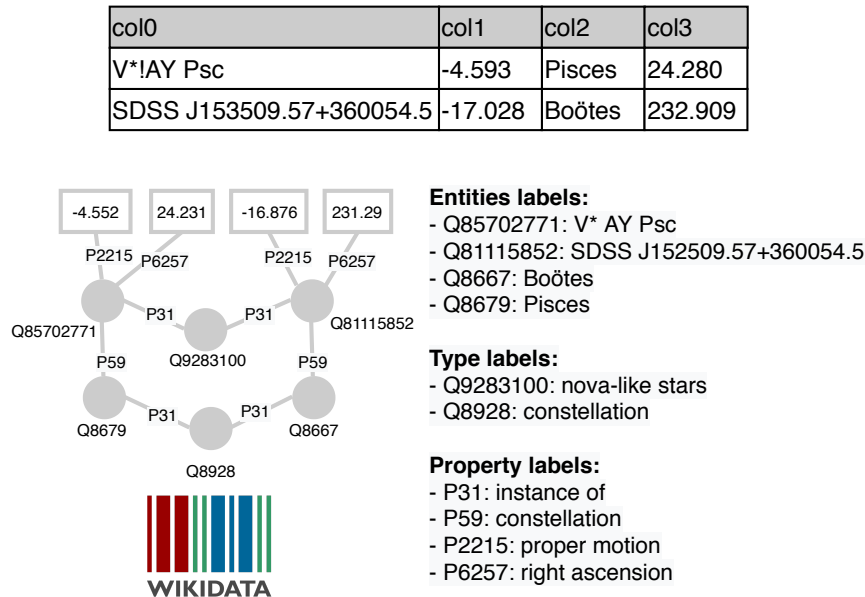 col0 col1 col2 col3
V*!AY Psc -4.593 Pisces 24.280
SDSS J153509.57+360054.5 -17.028 Boötes 232.909
-4.552 24.231 -16.876 231.29
P2215 P6257 P2215 P6257
P31 P31
Q85702771 Q81115852
Q9283100
P59 P59
P31 P31
Q8679 Q8667
Q8928
WIKIDATA
Entities labels:
- Q85702771: V* AY Psc
- Q81115852: SDSS J152509.57+360054.5
- Q8667: Boötes
- Q8679: Pisces
Type labels:
- Q9283100: nova-like stars
- Q8928: constellation
Property labels:
- P31: instance of
- P59: constellation
- P2215: proper motion
- P6257: right ascension